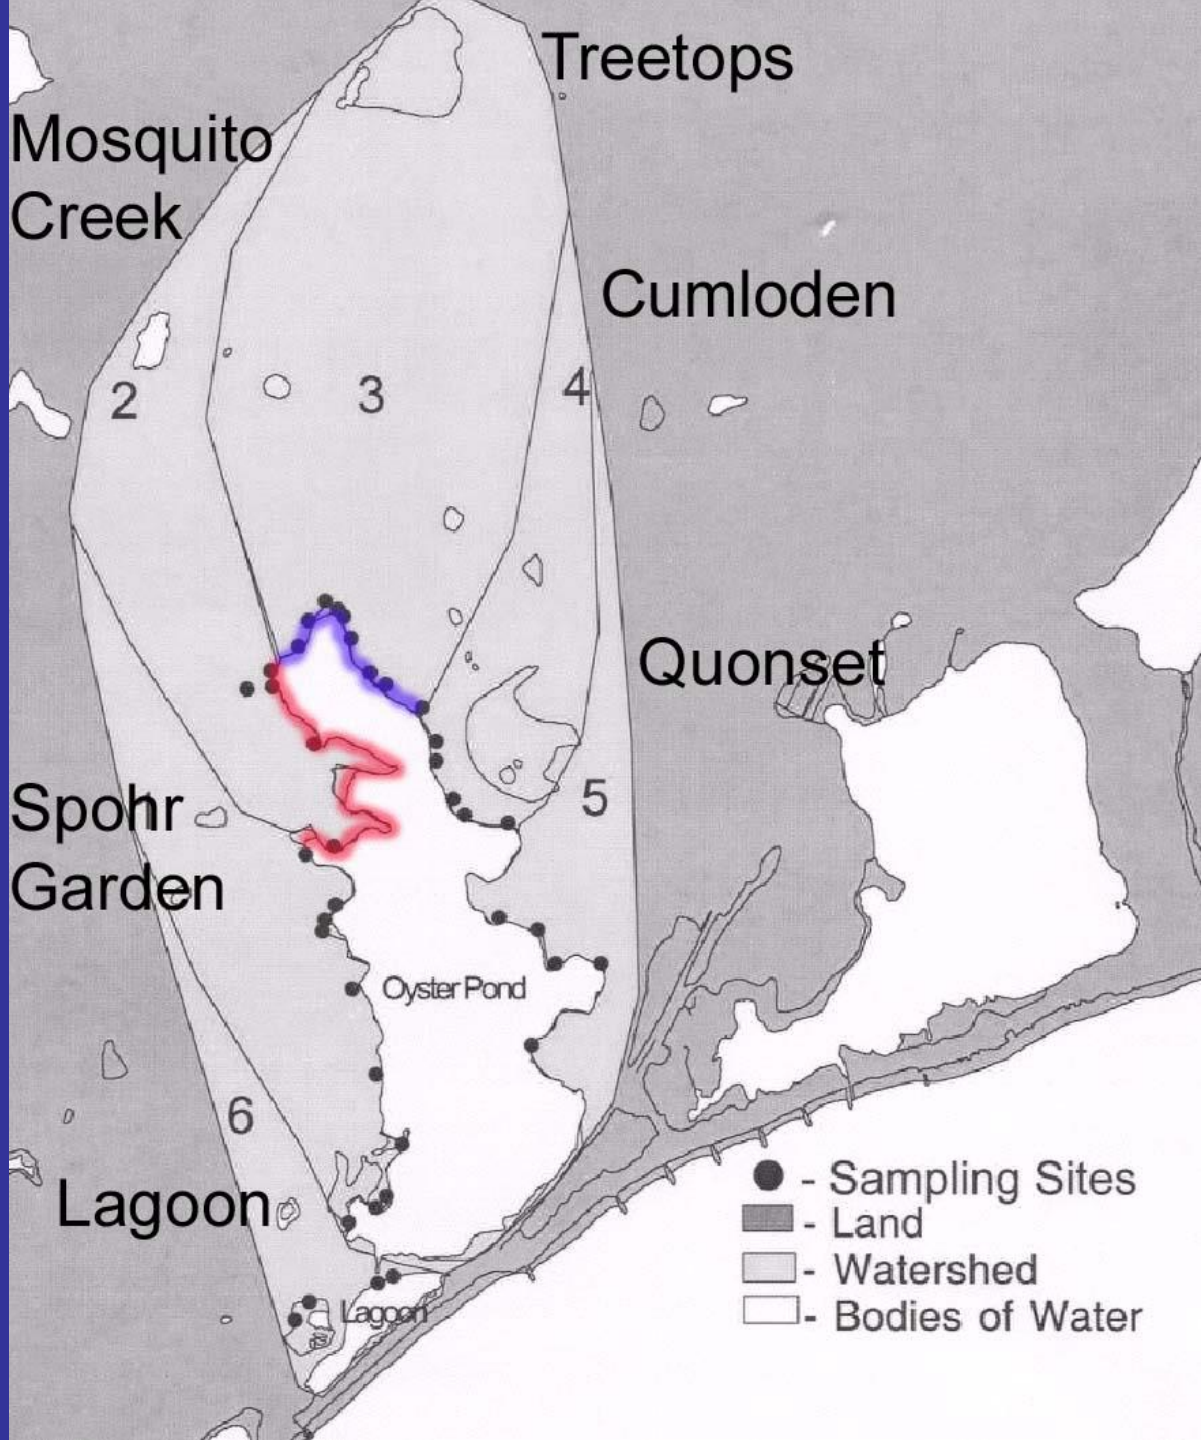 Treetops
Mosquito
Creek
Cumloden
2
3
4
Quonset
Spohr
1
Garden
5
Oyster Pond
6
Lagoon
Lagoon
- Sampling Sites
- Land
- Watershed
- Bodies of Water